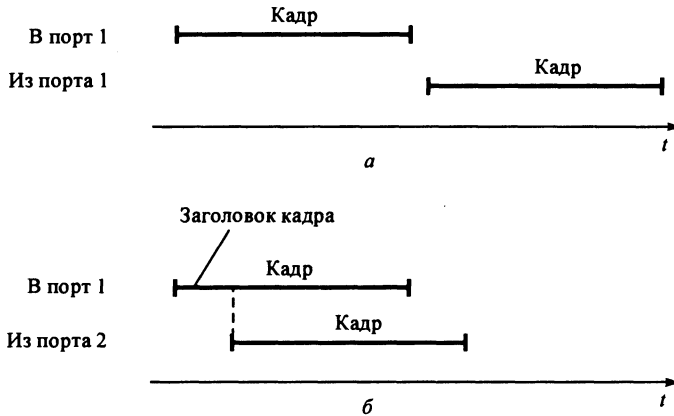 Кадр
В порт 1
Кадр
Из порта 1
t
а
Заголовок кадра
Кадр
В порт 1
Кадр
Из порта 2
t
б